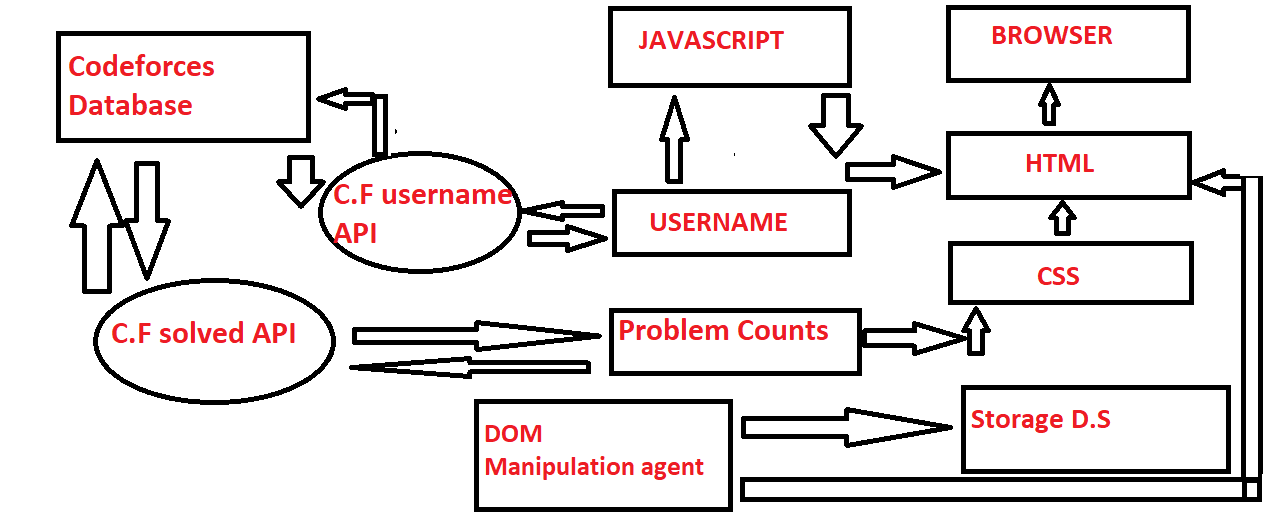 JAVASCRIPT
BROWSER
Codeforces
Database
HTML
C.F username
API
USERNAME
CSS
C.F solved API
Problem Counts
DOM
Manipulation agent
Storage D.S